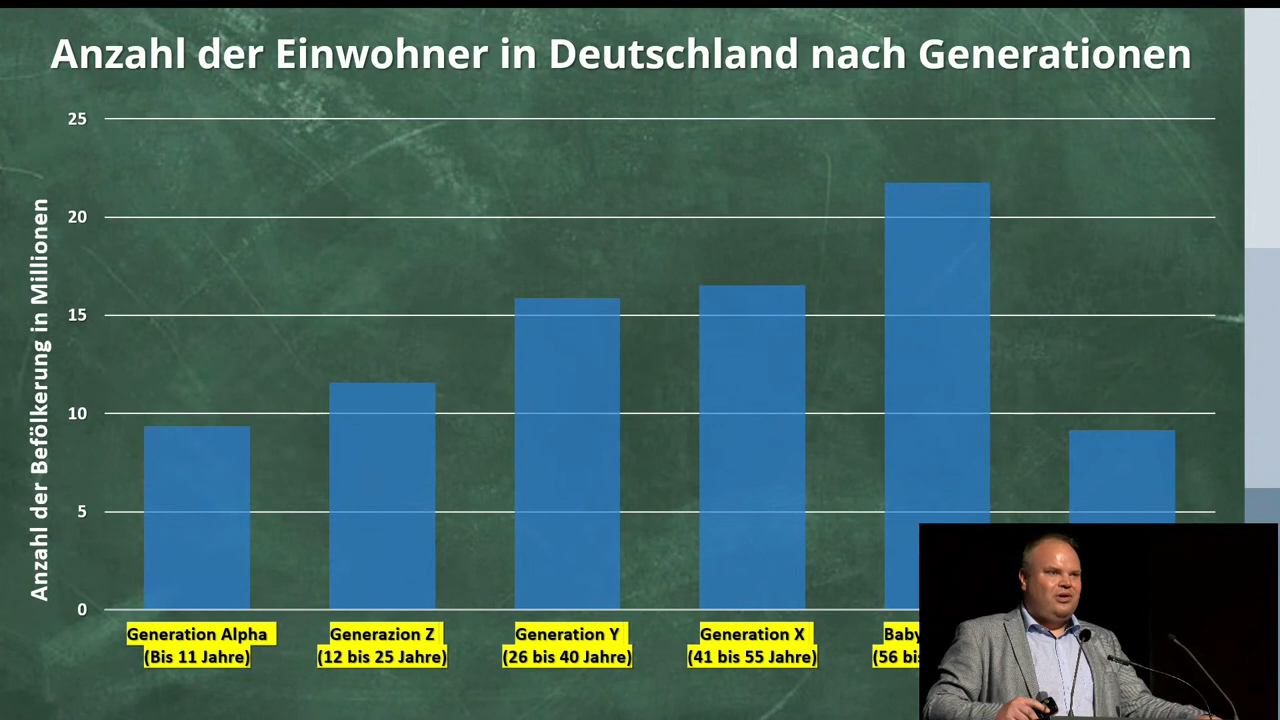 Anzahl der Einwohner in Deutschland nach Generationen
Anzahl der Befölkerung in Millionen
25
20
15
10
5
0
Generation Alpha
(Bis 11 Jahre)
Generazion Z
(12 bis 25 Jahre)
Generation Y
(26 bis 40 Jahre)
Generation X
(41 bis 55 Jahre)
Baby
(56 bis